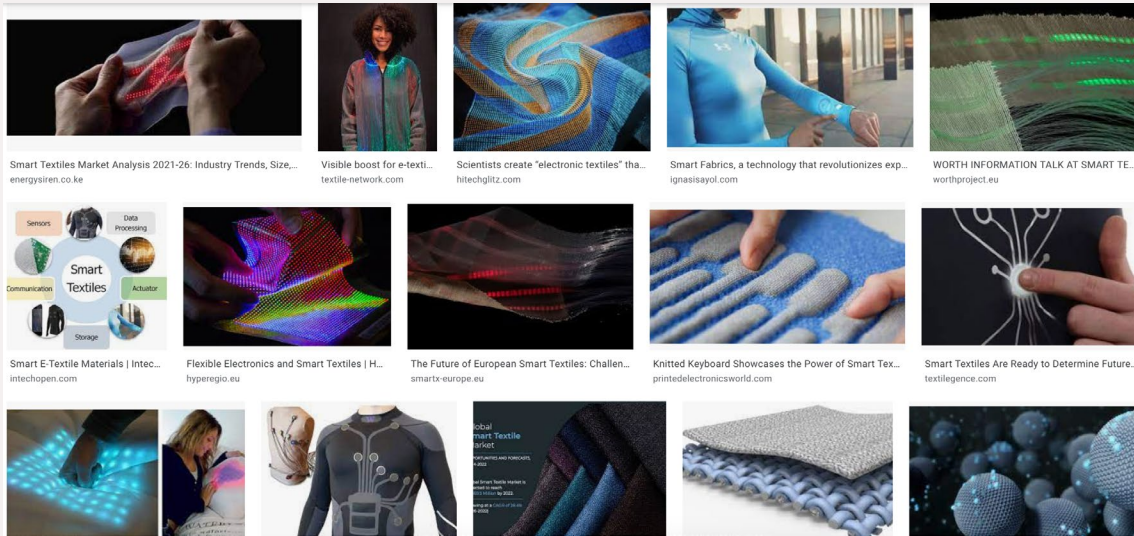 Smart Textiles Market Analysis 2021-26: Industry Trends, Size,...
energysiren.co.ke
Visible boost for e-texti...
textile-network.com
Scientists create "electronic textiles" tha...
hitechglitz.com
Smart Fabrics, a technology that revolutionizes exp...
ignasisayol.com
WORTH INFORMATION TALK AT SMART TE...
worthproject.eu
Sensors
Data
Processing
Smart
Textiles
Communication
Actuator
Storage
Smart E-Textile Materials | Intec...
intechopen.com
Flexible Electronics and Smart Textiles | H...
hyperegio.eu
The Future of European Smart Textiles: Challen...
smartx-europe.eu
Knitted Keyboard Showcases the Power of Smart Tex...
printedelectronicsworld.com
Smart Textiles Are Ready to Determine Future...
textilegence.com
lobal
mart Textile
arket